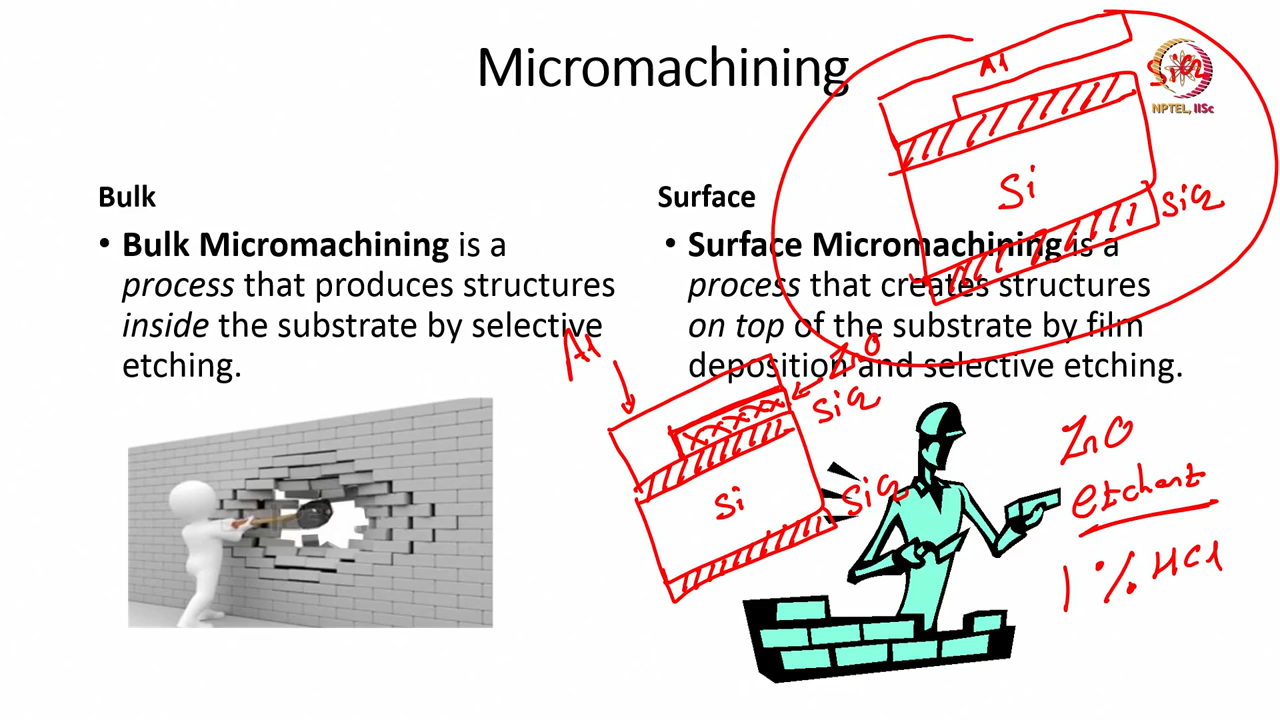 Micromachining
Al
SiO2
NPTEL, IISc
Si
SiO2
Bulk
• Bulk Micromachining is a
process that produces structures
inside the substrate by selective
etching.
Surface
• Surface Micromachining is a
process that creates structures
on top of the substrate by film
deposition and selective etching.
Al
ZnO
SiO2
Si
SiO2
ZnO
etchant
1 % HCl